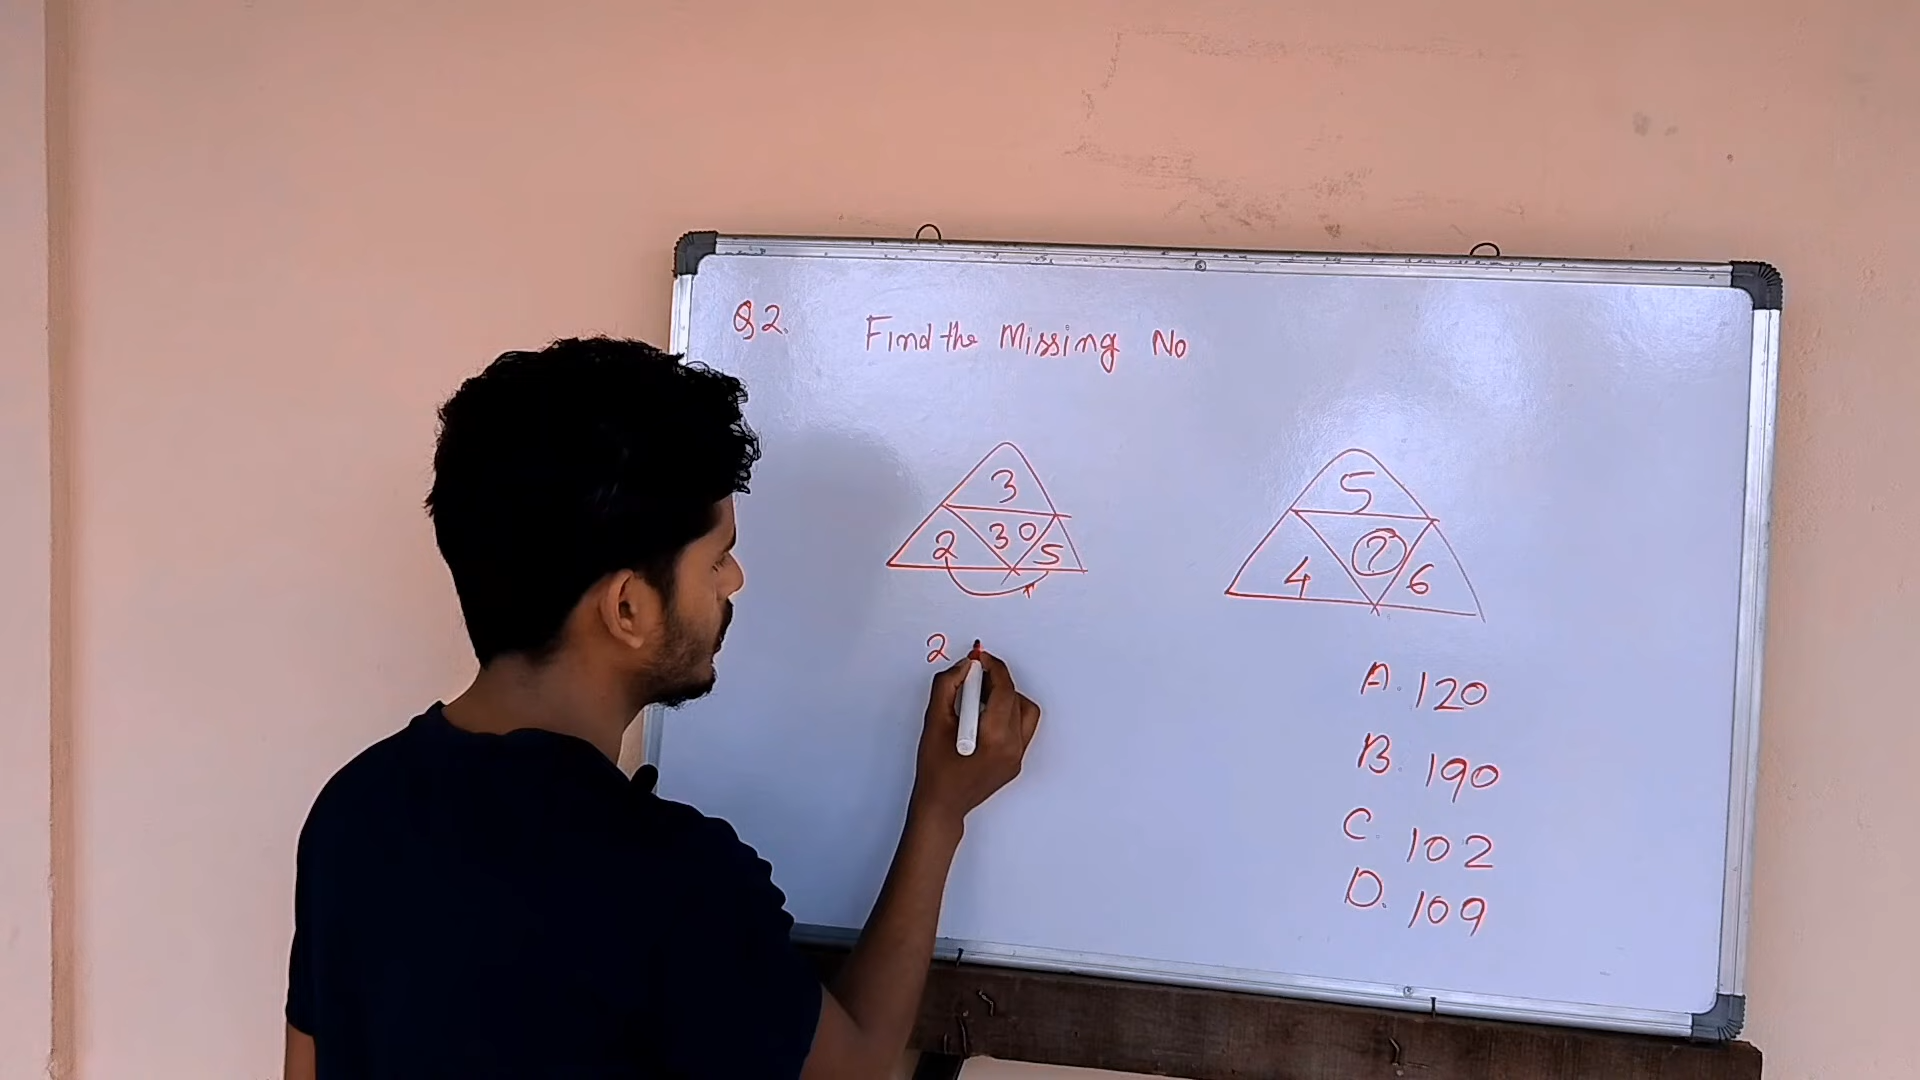 Q2. Find the Missing No
3
2 30 5
5
4 ? 6
2
A. 120
B. 190
C. 102
D. 109